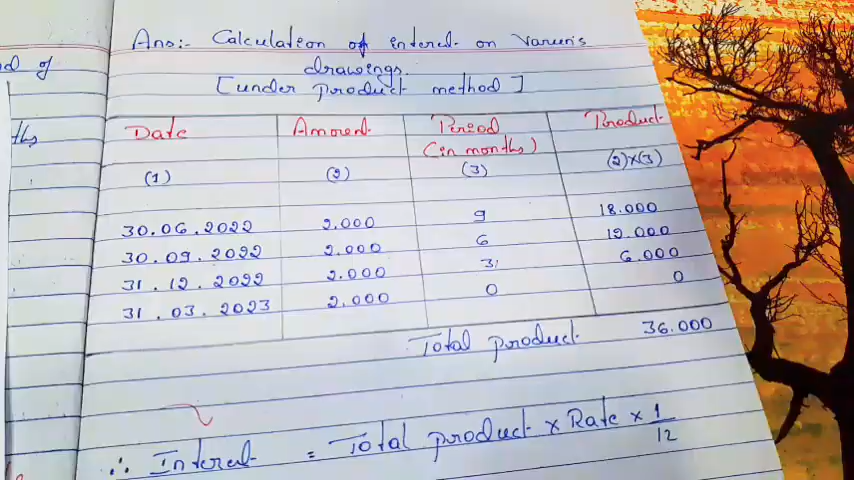 Ans:- Calculation of interest on Varun's
drawings.
[under product method]
Date Amount Period Product
(in months)
(1) (2) (3) (2)x(3)
30.06.2022 2.000 9 18.000
30.09.2022 2.000 6 12.000
31.12.2022 2.000 3 6.000
31.03.2023 2.000 0 0
Total product 36.000
∴ Interest = Total product x Rate x 1/12
d of
ths